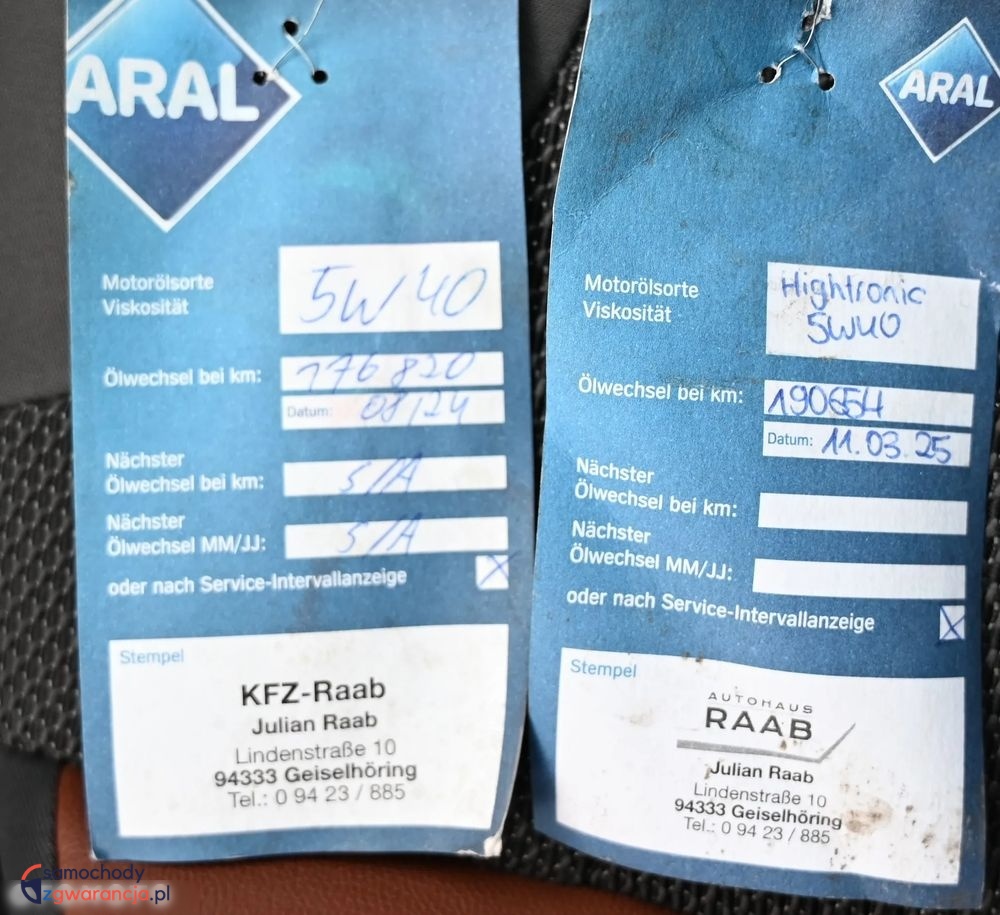 ARAL
Motorölsorte
Viskosität
5W40
Ölwechsel bei km:
176820
Datum: 08/24
Nächster
Ölwechsel bei km:
S/A
Nächster
Ölwechsel MM/JJ:
S/A
oder nach Service-Intervallanzeige
X
Stempel
KFZ-Raab
Julian Raab
Lindenstraße 10
94333 Geiselhöring
Tel.: 0 94 23 / 885
ARAL
Motorölsorte
Viskosität
Hightronic
5W40
Ölwechsel bei km:
190654
Datum: 11.03.25
Nächster
Ölwechsel bei km:
Nächster
Ölwechsel MM/JJ:
oder nach Service-Intervallanzeige
X
Stempel
AUTOHAUS
RAAB
Julian Raab
Lindenstraße 10
94333 Geiselhöring
Tel.: 0 94 23 / 885
samochody
zgwarancja.pl